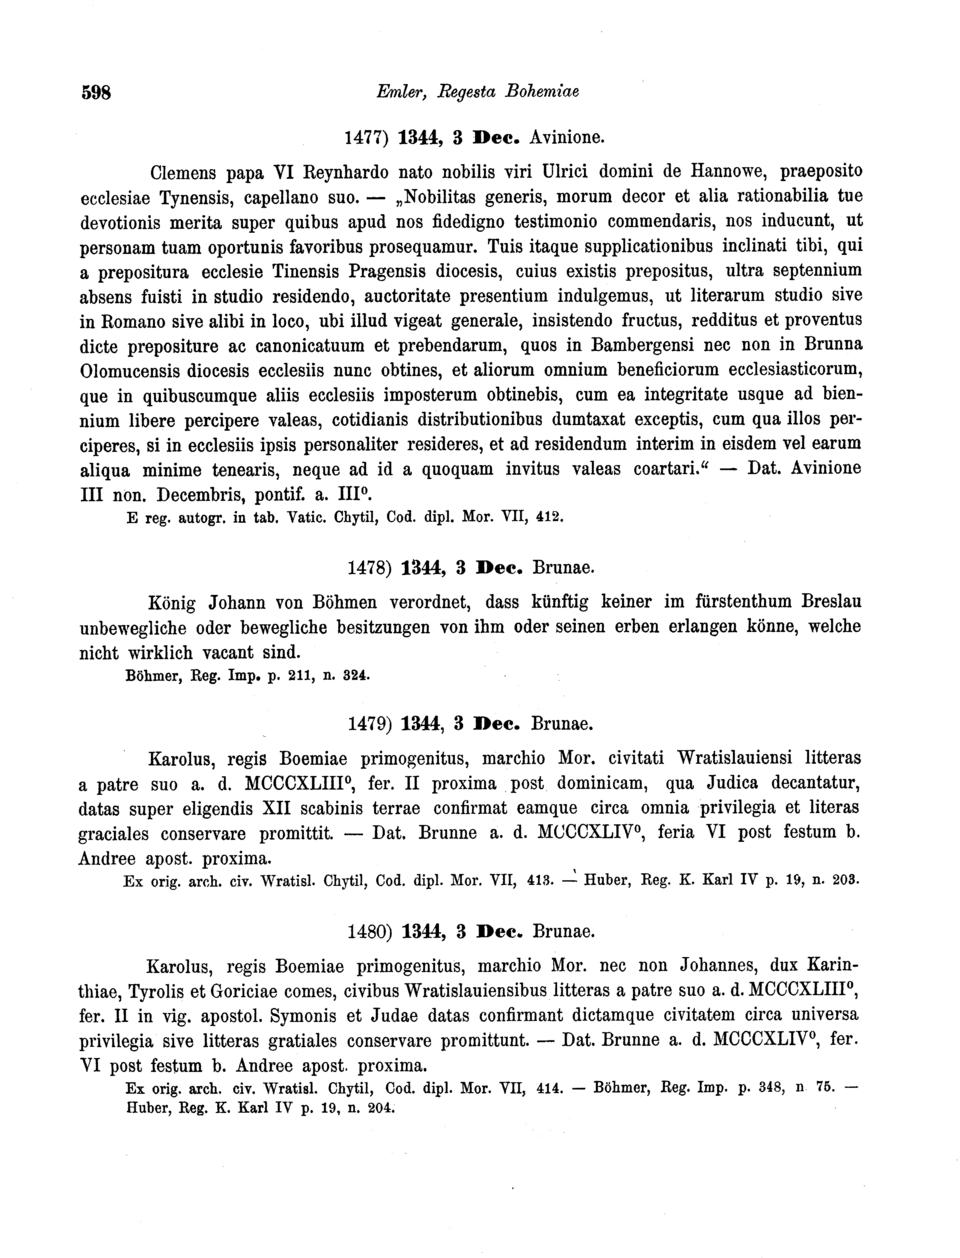 598 Emler, Regesta Bohemiae
1477) 1344, 3 Dec. Avinione.
Clemens papa VI Reynhardo nato nobilis viri Ulrici domini de Hannowe, praeposito
ecclesiae Tynensis, capellano suo. — „Nobilitas generis, morum decor et alia rationabilia tue
devotionis merita super quibus apud nos fidedigno testimonio commendaris, nos inducunt, ut
personam tuam oportunis favoribus prosequamur. Tuis itaque supplicationibus inclinati tibi, qui
a prepositura ecclesie Tinensis Pragensis diocesis, cuius existis prepositus, ultra septennium
absens fuisti in studio residendo, auctoritate presentium indulgemus, ut literarum studio sive
in Romano sive alibi in loco, ubi illud vigeat generale, insistendo fructus, redditus et proventus
dicte prepositure ac canonicatuum et prebendarum, quos in Bambergensi nec non in Brunna
Olomucensis diocesis ecclesiis nunc obtines, et aliorum omnium beneficiorum ecclesiasticorum,
que in quibuscumque aliis ecclesiis imposterum obtinebis, cum ea integritate usque ad bien-
nium libere percipere valeas, cotidianis distributionibus dumtaxat exceptis, cum qua illos per-
ciperes, si in ecclesiis ipsis personaliter resideres, et ad residendum interim in eisdem vel earum
aliqua minime tenearis, neque ad id a quoquam invitus valeas coartari.“ — Dat. Avinione
III non. Decembris, pontif. a. III⁰.
E reg. autogr. in tab. Vatic. Chytil, Cod. dipl. Mor. VII, 412.
1478) 1344, 3 Dec. Brunae.
König Johann von Böhmen verordnet, dass künftig keiner im fürstenthum Breslau
unbewegliche oder bewegliche besitzungen von ihm oder seinen erben erlangen könne, welche
nicht wirklich vacant sind.
Böhmer, Reg. Imp. p. 211, n. 324.
1479) 1344, 3 Dec. Brunae.
Karolus, regis Boemiae primogenitus, marchio Mor. civitati Wratislauiensi litteras
a patre suo a. d. MCCCXLIII⁰, fer. II proxima post dominicam, qua Judica decantatur,
datas super eligendis XII scabinis terrae confirmat eamque circa omnia privilegia et literas
graciales conservare promittit. — Dat. Brunne a. d. MCCCXLIV⁰, feria VI post festum b.
Andree apost. proxima.
Ex orig. arch. civ. Wratisl. Chytil, Cod. dipl. Mor. VII, 413. — Huber, Reg. K. Karl IV p. 19, n. 203.
1480) 1344, 3 Dec. Brunae.
Karolus, regis Boemiae primogenitus, marchio Mor. nec non Johannes, dux Karin-
thiae, Tyrolis et Goriciae comes, civibus Wratislauiensibus litteras a patre suo a. d. MCCCXLIII⁰,
fer. II in vig. apostol. Symonis et Judae datas confirmant dictamque civitatem circa universa
privilegia sive litteras gratiales conservare promittunt. — Dat. Brunne a. d. MCCCXLIV⁰, fer.
VI post festum b. Andree apost. proxima.
Ex orig. arch. civ. Wratisl. Chytil, Cod. dipl. Mor. VII, 414. — Böhmer, Reg. Imp. p. 348, n 75. —
Huber, Reg. K. Karl IV p. 19, n. 204.